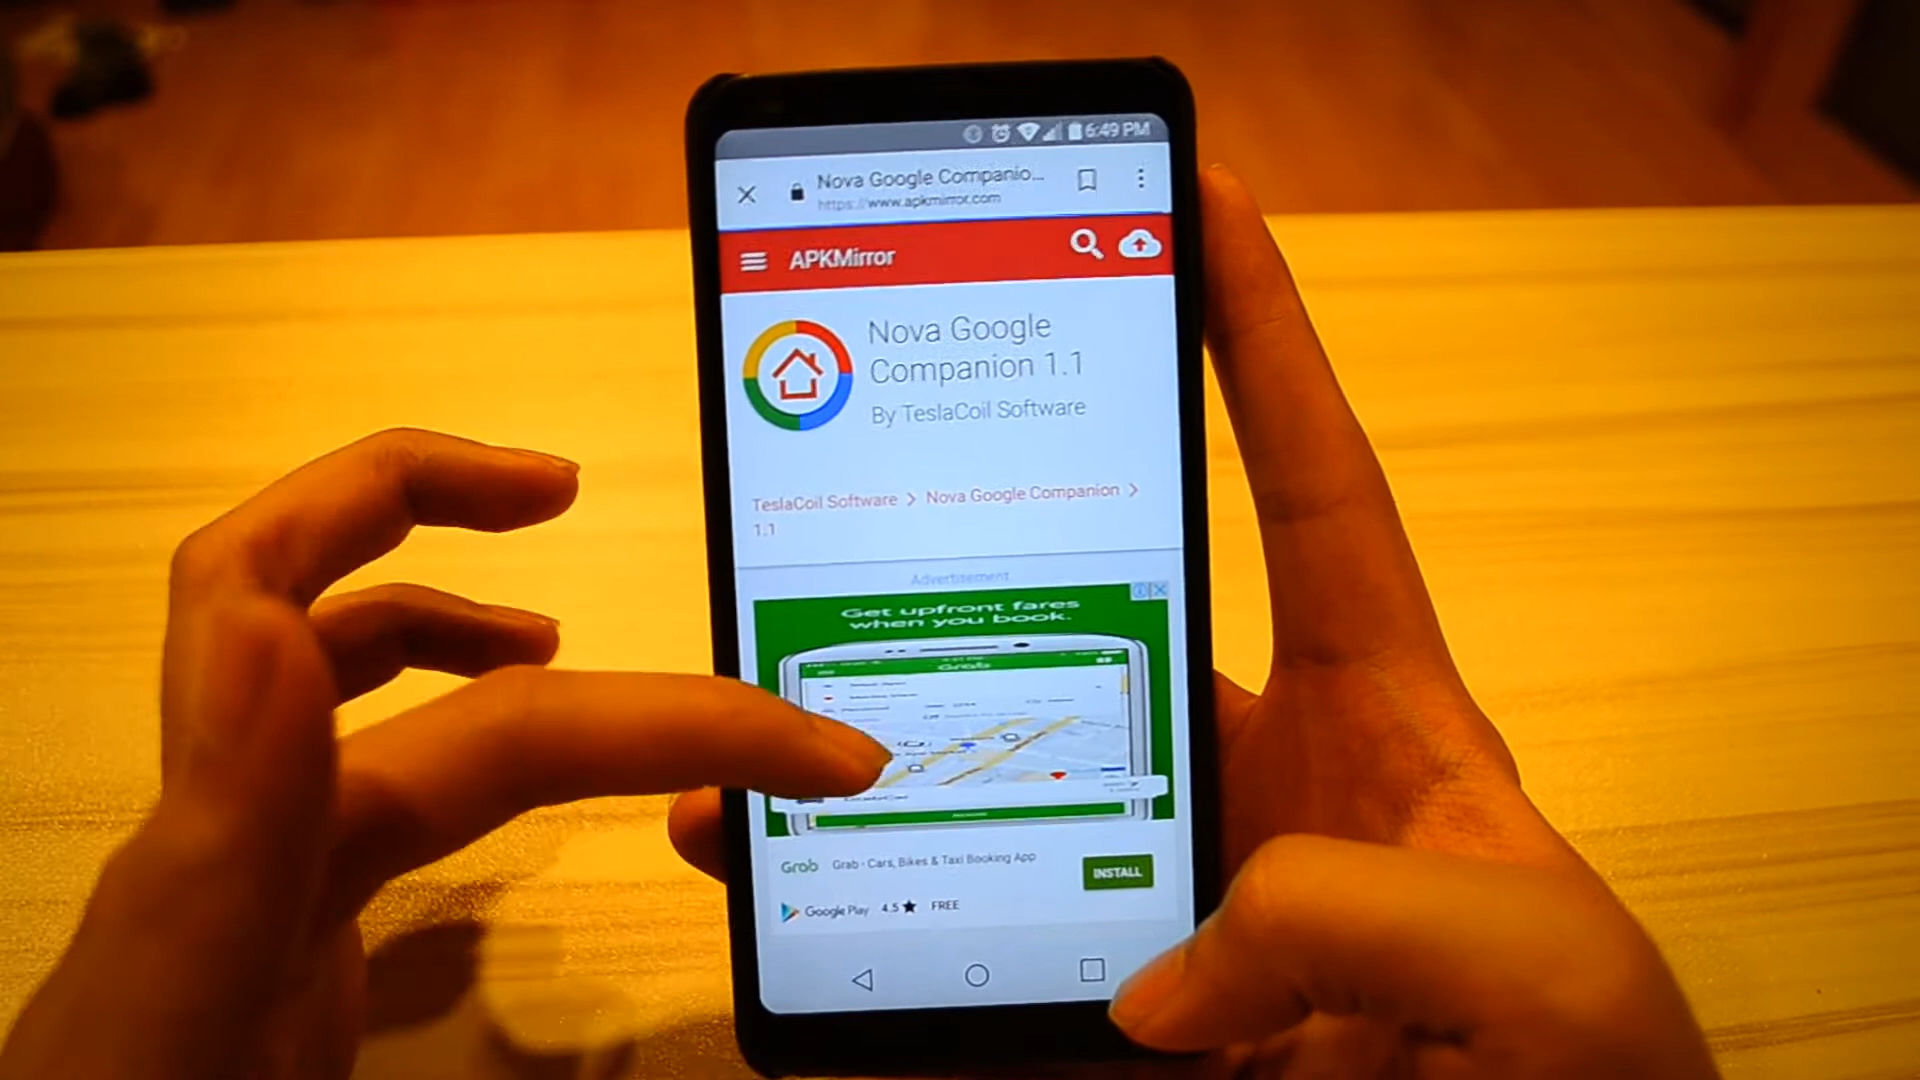 6:49 PM
Nova Google Companio...
https://www.apkmirror.com
APKMirror
Nova Google
Companion 1.1
By TeslaCoil Software
TeslaCoil Software > Nova Google Companion >
1.1
Advertisement
Get upfront fares
when you book.
Grab
Grab Grab - Cars, Bikes & Taxi Booking App
INSTALL
Google Play 4.5★ FREE